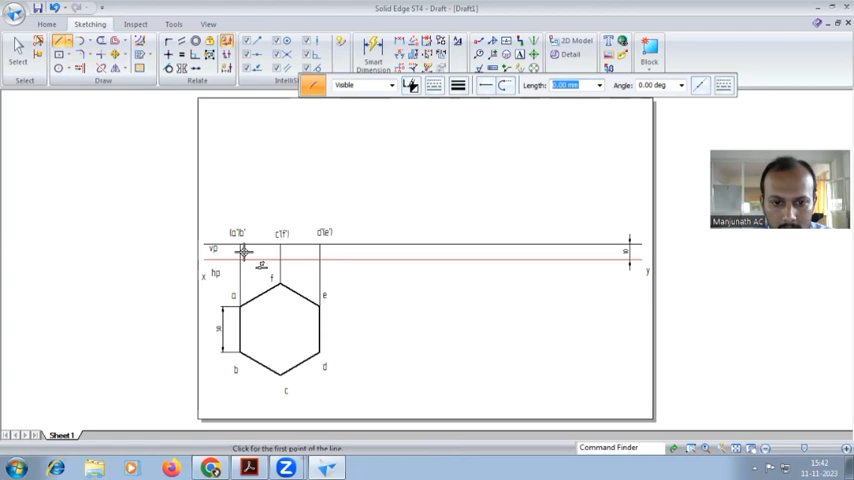 Solid Edge ST4 - Draft - [Draft1]
Home Sketching Inspect Tools View
Select
Smart Dimension
2D Model
Detail
Block
Select Draw Relate
Visible Length: 0.00 mm Angle: 0.00 deg
Manjunath AC
(a')b' c'(f') d'(e')
vp
hp
x
y
f
a
e
b
d
c
Sheet1
Click for the first point of the line.
Command Finder
15:42
11-11-2023